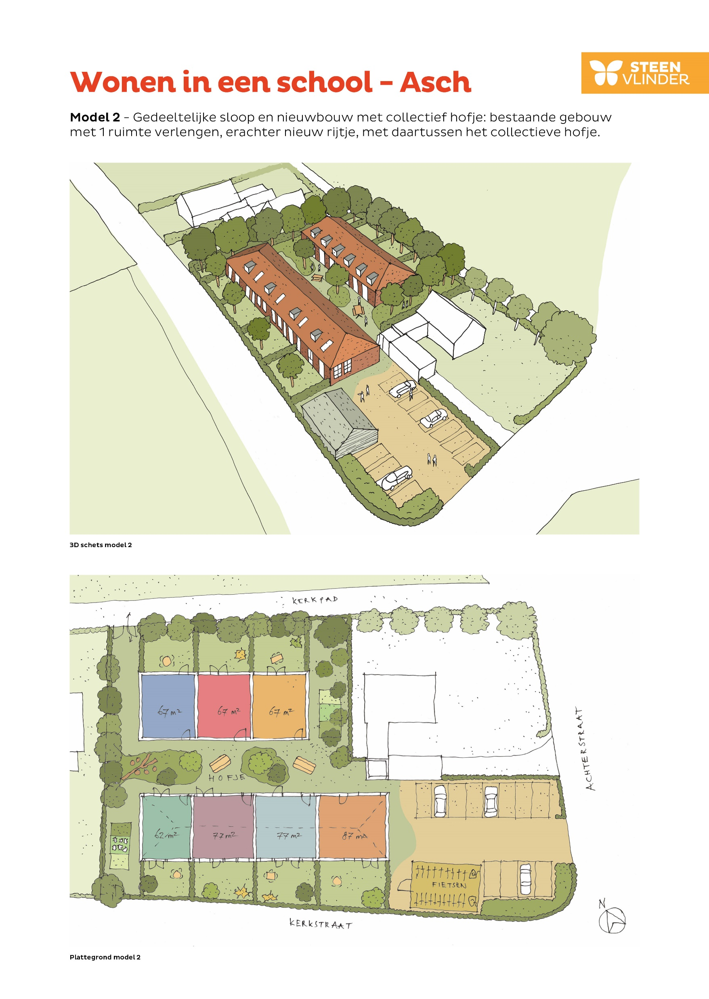 STEEN
VLINDER
Wonen in een school – Asch
Model 2 – Gedeeltelijke sloop en nieuwbouw met collectief hofje: bestaande gebouw
met 1 ruimte verlengen, erachter nieuw rijtje, met daartussen het collectieve hofje.
3D schets model 2
KERKPAD
67 m²
67 m²
67 m²
HOFJE
ACHTERSTRAAT
62 m²
77 m²
77 m²
87 m²
FIETSEN
N
KERKSTRAAT
Plattegrond model 2